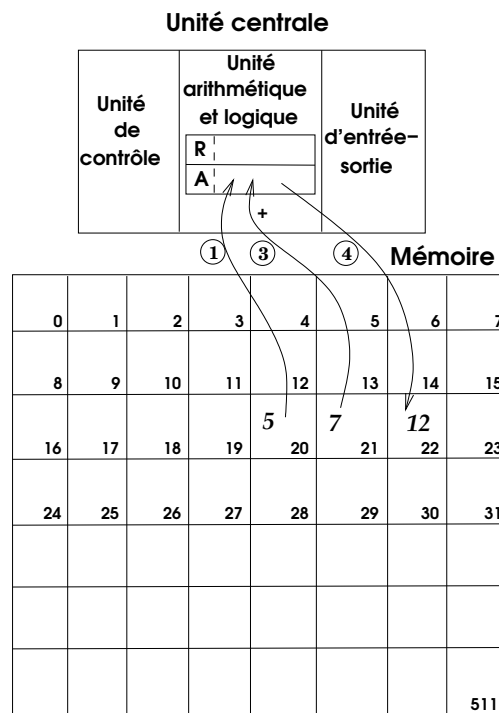 Unité centrale
Unité
de
contrôle
Unité
arithmétique
et logique
R
A
+
Unité
d'entrée-
sortie
1 3 4
Mémoire
0 1 2 3 4 5 6 7
8 9 10 11 12 13 14 15
5 7 12
16 17 18 19 20 21 22 23
24 25 26 27 28 29 30 31
511